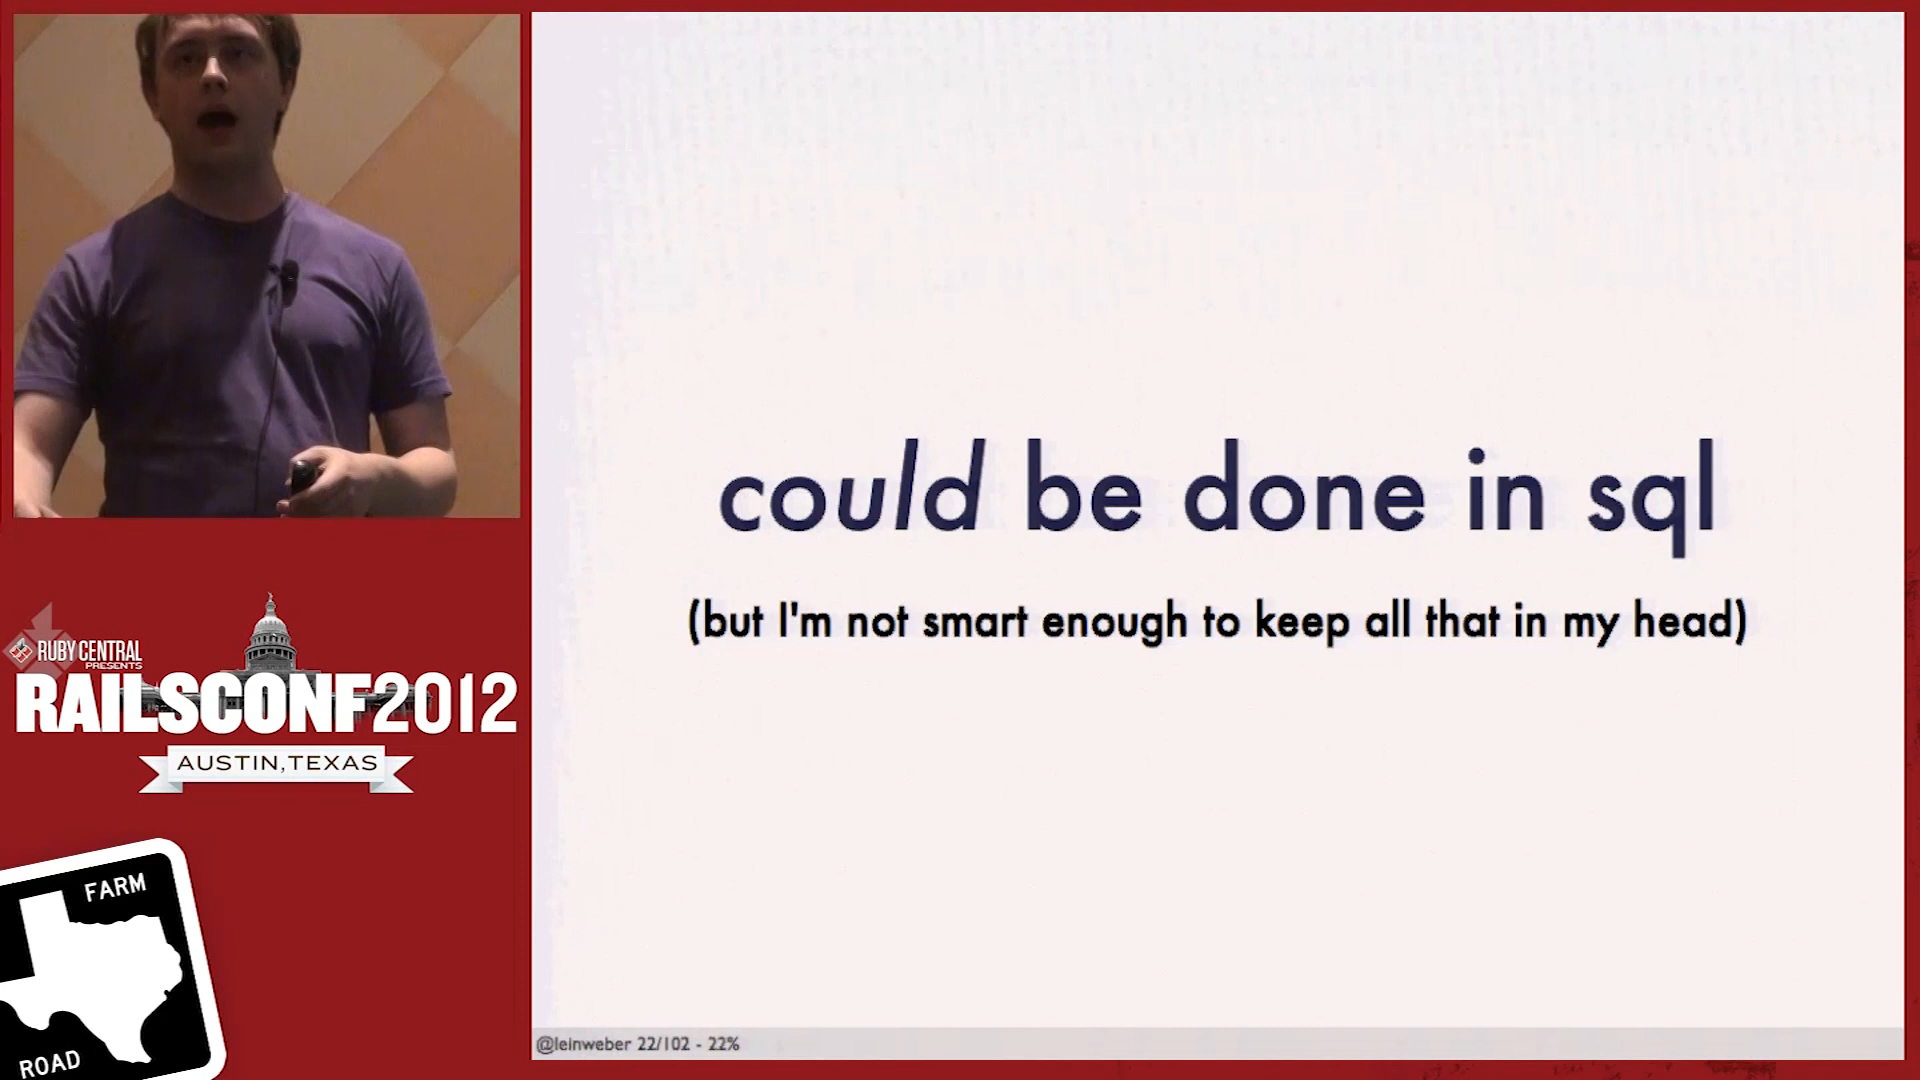 could be done in sql
(but I'm not smart enough to keep all that in my head)
@leinweber 22/102 - 22%
RUBY CENTRAL
PRESENTS
RAILSCONF2012
AUSTIN, TEXAS
FARM
ROAD